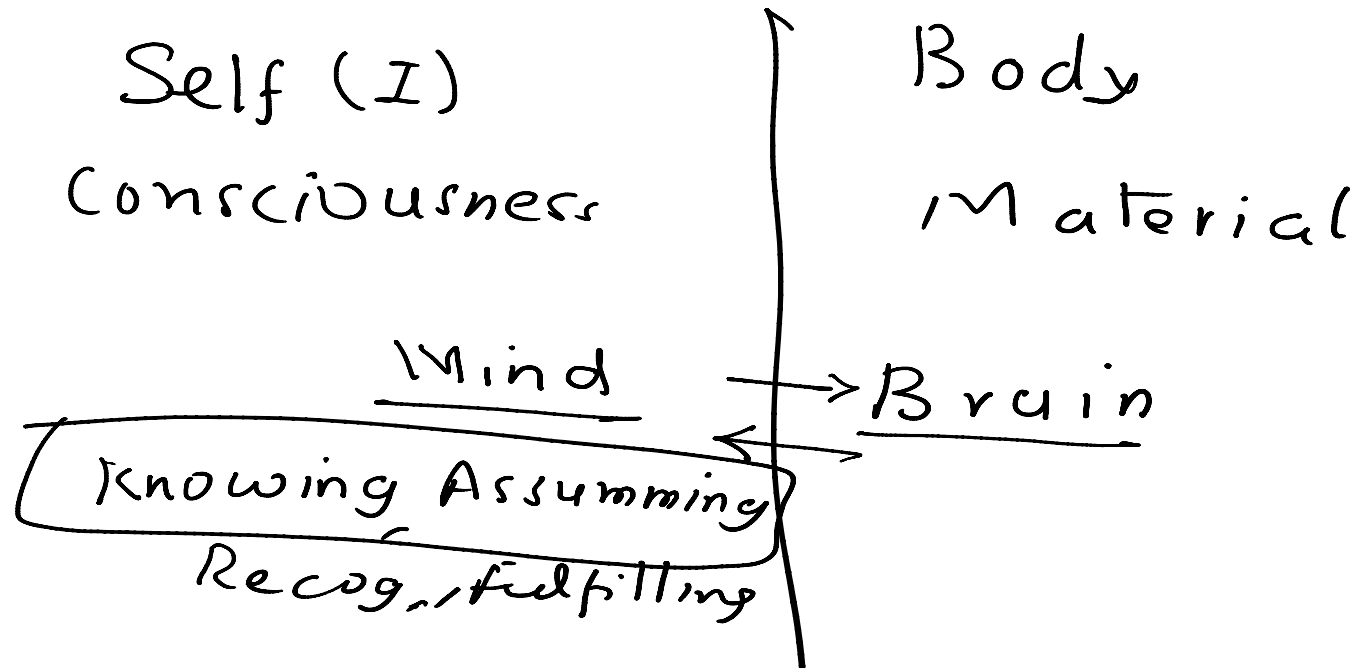 Self (I)
Consciousness
Mind
Knowing Assumming
Recog., fulfilling
Body
Material
Brain